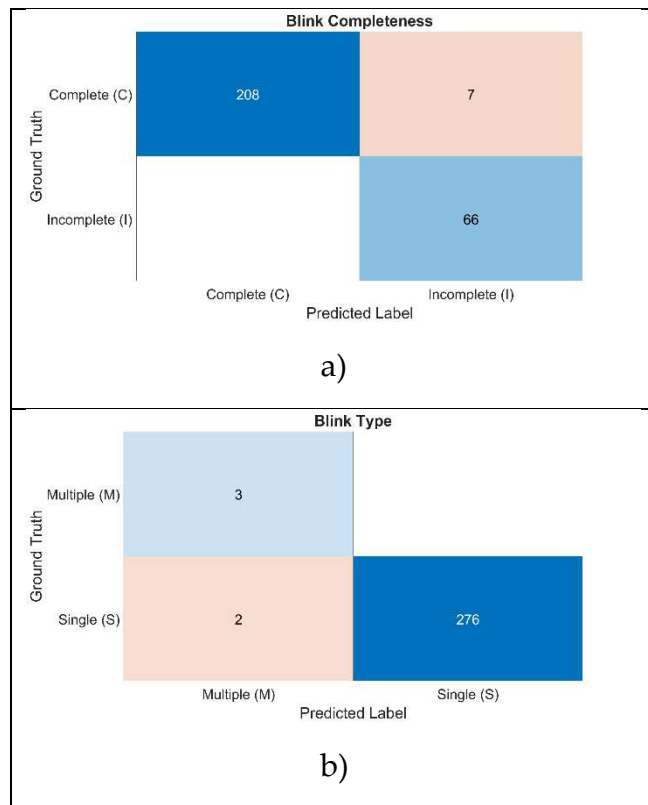 Blink Completeness
Ground Truth
Complete (C)
208
7
Incomplete (I)
66
Complete (C)
Incomplete (I)
Predicted Label
a)
Blink Type
Ground Truth
Multiple (M)
3
Single (S)
2
276
Multiple (M)
Single (S)
Predicted Label
b)